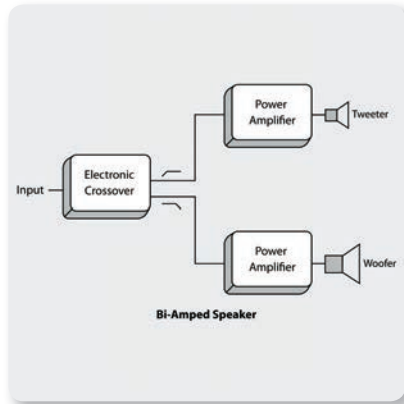 Power
Amplifier
Tweeter
Electronic
Crossover
Input
Power
Amplifier
Woofer
Bi-Amped Speaker